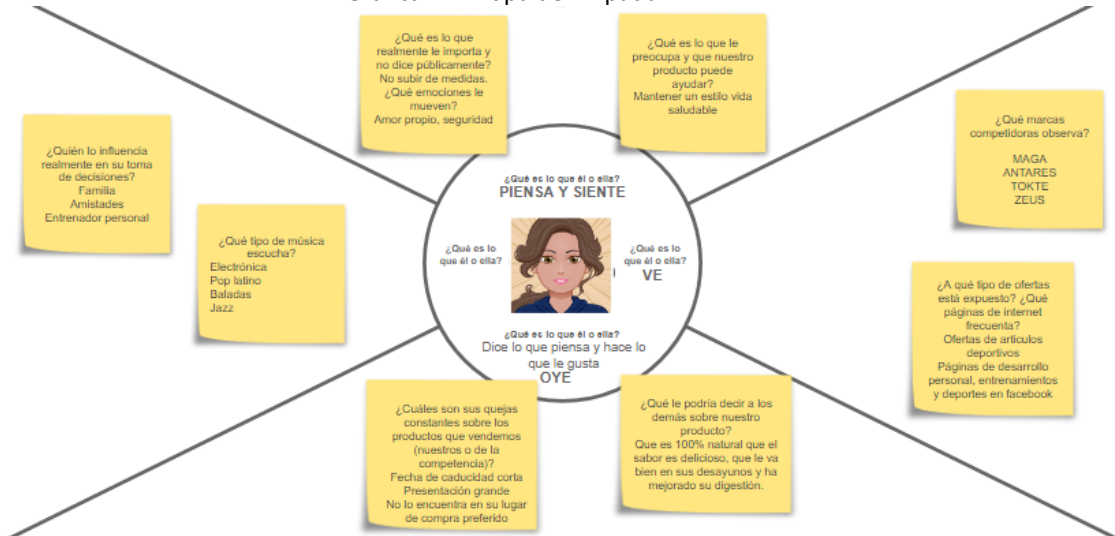 ¿Qué es lo que
realmente le importa y
no dice públicamente?
No subir de medidas.
¿Qué emociones le
mueven?
Amor propio, seguridad
¿Qué es lo que le
preocupa y que nuestro
producto puede
ayudar?
Mantener un estilo vida
saludable
¿Quién lo influencia
realmente en su toma
de decisiones?
Familia
Amistades
Entrenador personal
¿Qué tipo de música
escucha?
Electrónica
Pop latino
Baladas
Jazz
¿Qué es lo que él o ella?
PIENSA Y SIENTE
¿Qué es lo
que él o ella?
¿Qué es lo
que él o ella?
VE
¿Qué es lo que él o ella?
Dice lo que piensa y hace lo
que le gusta
OYE
¿Qué marcas
competidoras observa?
MAGA
ANTARES
TOKTE
ZEUS
¿A qué tipo de ofertas
está expuesto? ¿Qué
páginas de internet
frecuenta?
Ofertas de artículos
deportivos
Páginas de desarrollo
personal, entrenamientos
y deportes en facebook
¿Cuáles son sus quejas
constantes sobre los
productos que vendemos
(nuestros o de la
competencia)?
Fecha de caducidad corta
Presentación grande
No lo encuentra en su lugar
de compra preferido
¿Qué le podría decir a los
demás sobre nuestro
producto?
Que es 100% natural que el
sabor es delicioso, que le va
bien en sus desayunos y ha
mejorado su digestión.